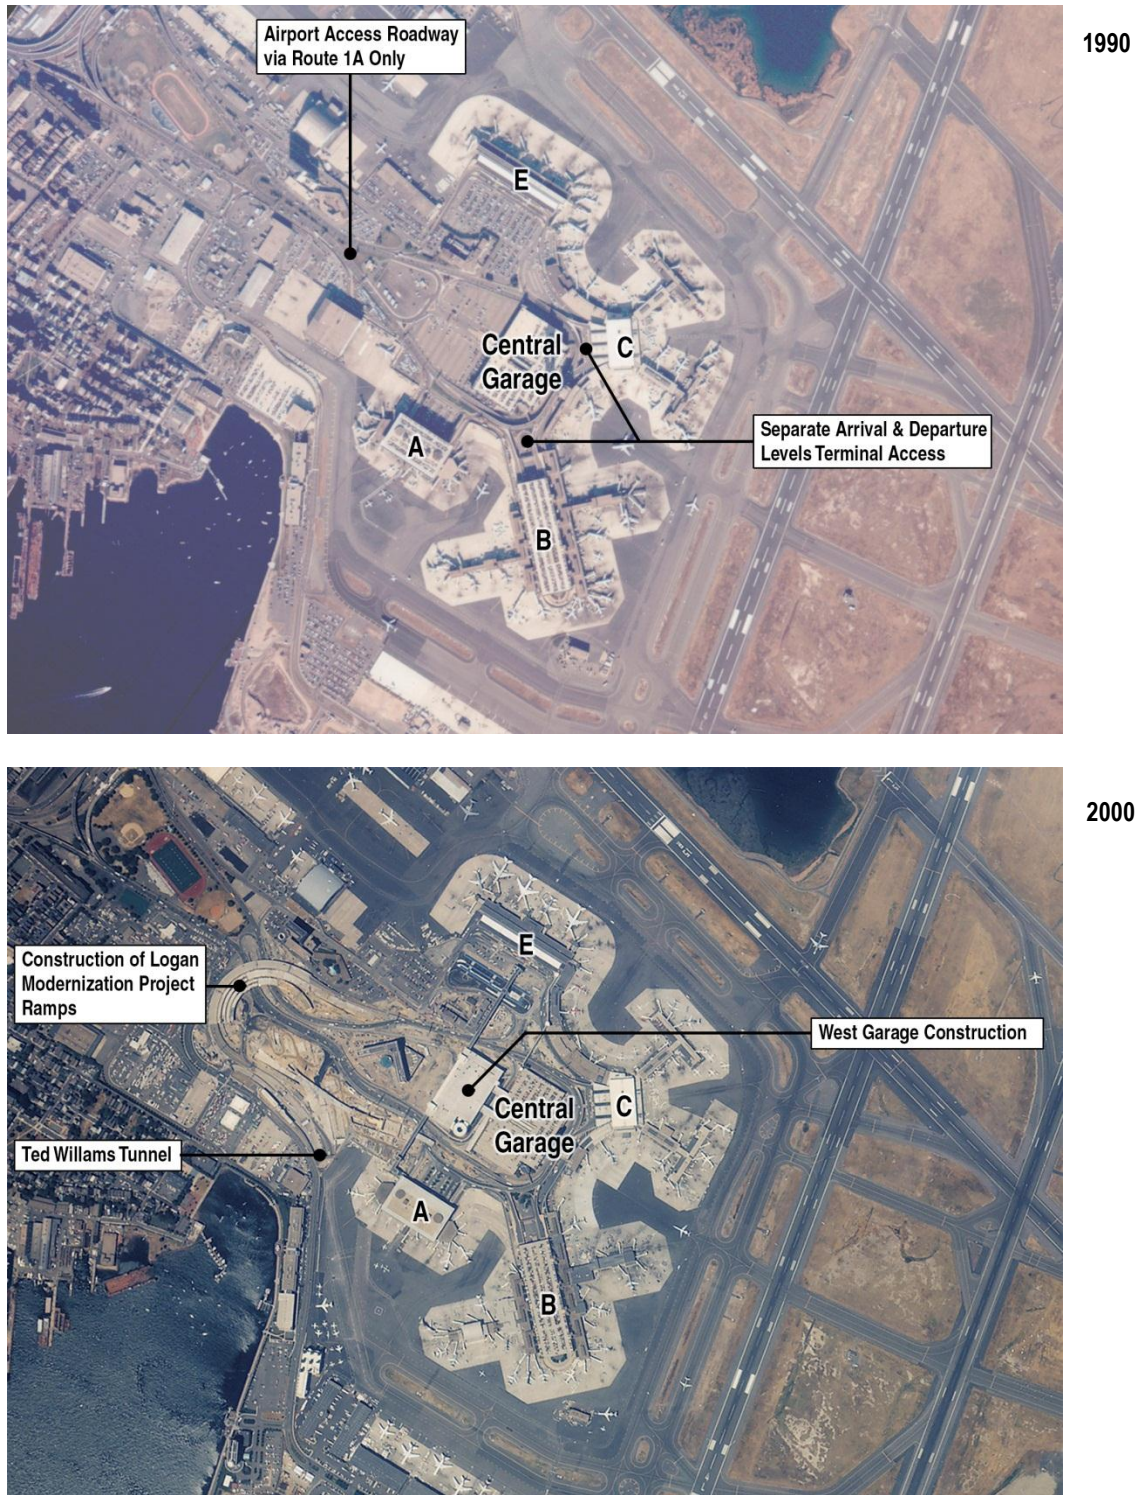 1990
Airport Access Roadway
via Route 1A Only
E
Central
Garage
C
A
Separate Arrival & Departure
Levels Terminal Access
B
2000
E
Construction of Logan
Modernization Project
Ramps
West Garage Construction
Central
Garage
C
Ted Willams Tunnel
A
B